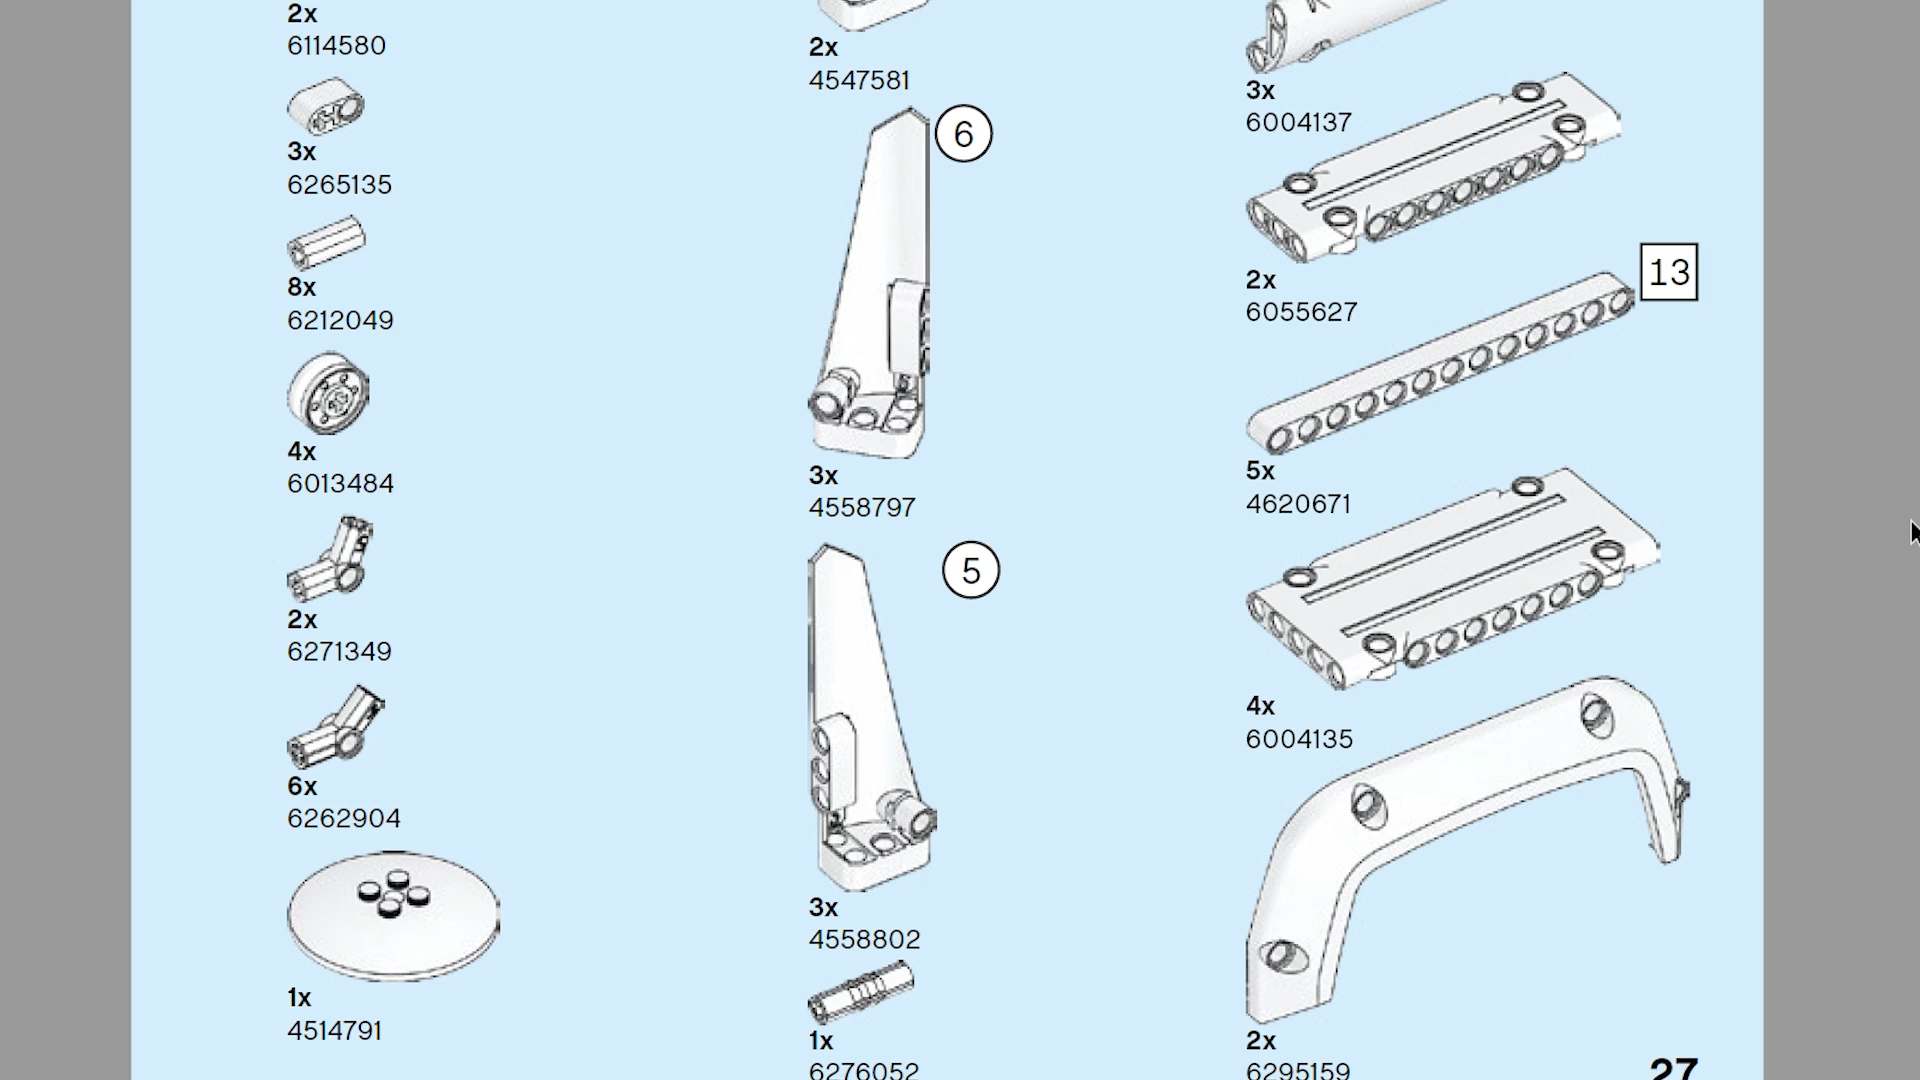 2x
6114580
3x
6265135
8x
6212049
4x
6013484
2x
6271349
6x
6262904
1x
4514791
2x
4547581
6
3x
4558797
5
3x
4558802
1x
6276052
3x
6004137
2x
6055627
13
5x
4620671
4x
6004135
2x
6295159
27